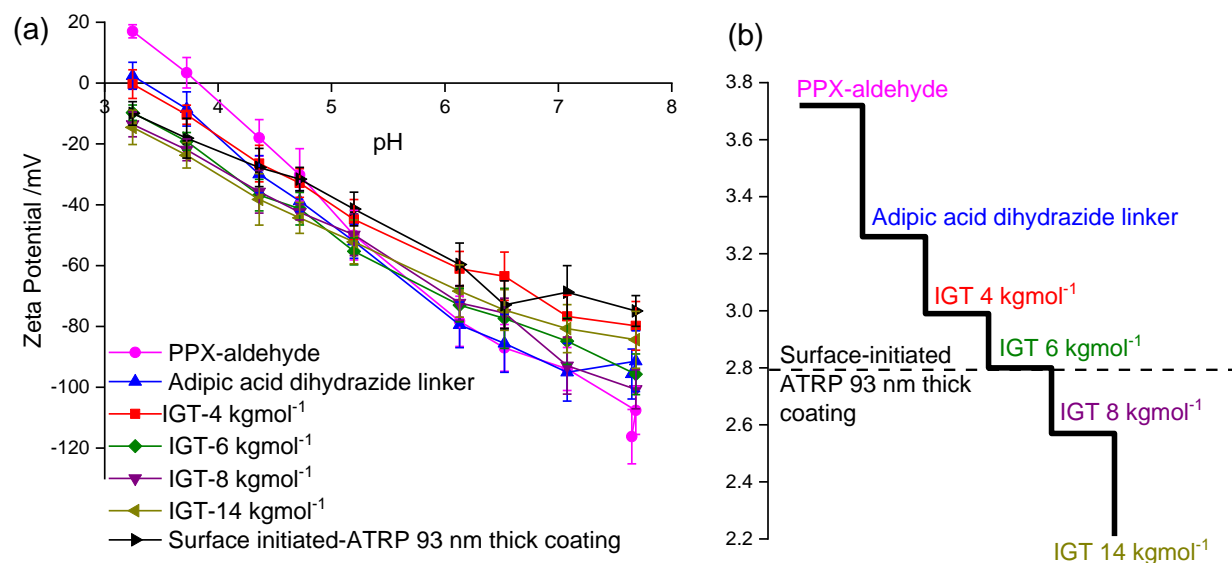 (a)
20
0
-20
-40
-60
-80
-100
-120
Zeta Potential /mV
3
4
5
6
7
8
pH
PPX-aldehyde
Adipic acid dihydrazide linker
IGT-4 kgmol⁻¹
IGT-6 kgmol⁻¹
IGT-8 kgmol⁻¹
IGT-14 kgmol⁻¹
Surface initiated-ATRP 93 nm thick coating
(b)
3.8
3.6
3.4
3.2
3.0
2.8
2.6
2.4
2.2
PPX-aldehyde
Adipic acid dihydrazide linker
IGT 4 kgmol⁻¹
IGT 6 kgmol⁻¹
Surface-initiated
ATRP 93 nm thick
coating
IGT 8 kgmol⁻¹
IGT 14 kgmol⁻¹